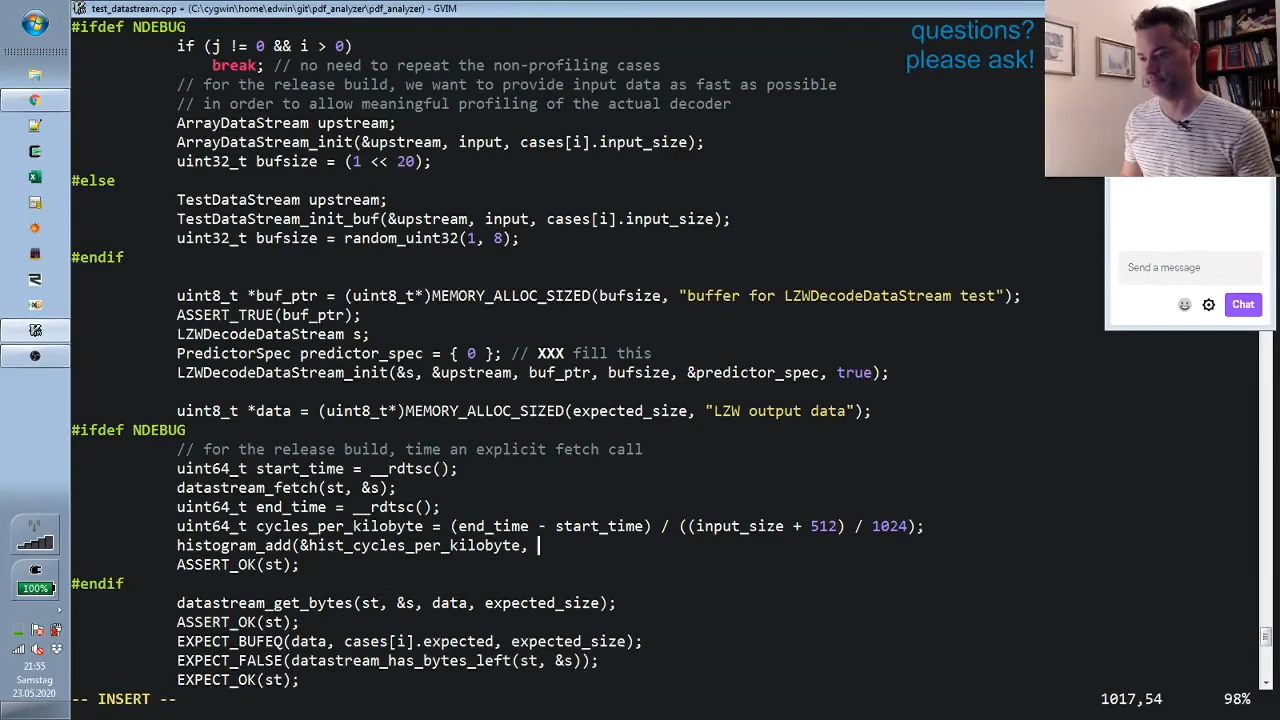 test_datastream.cpp + (C:\cygwin\home\edwin\git\pdf_analyzer\pdf_analyzer) - GVIM
#ifdef NDEBUG
if (j != 0 && i > 0)
break; // no need to repeat the non-profiling cases
// for the release build, we want to provide input data as fast as possible
// in order to allow meaningful profiling of the actual decoder
ArrayDataStream upstream;
ArrayDataStream_init(&upstream, input, cases[i].input_size);
uint32_t bufsize = (1 << 20);
#else
TestDataStream upstream;
TestDataStream_init_buf(&upstream, input, cases[i].input_size);
uint32_t bufsize = random_uint32(1, 8);
#endif
uint8_t *buf_ptr = (uint8_t*)MEMORY_ALLOC_SIZED(bufsize, "buffer for LZWDecodeDataStream test");
ASSERT_TRUE(buf_ptr);
LZWDecodeDataStream s;
PredictorSpec predictor_spec = { 0 }; // XXX fill this
LZWDecodeDataStream_init(&s, &upstream, buf_ptr, bufsize, &predictor_spec, true);
uint8_t *data = (uint8_t*)MEMORY_ALLOC_SIZED(expected_size, "LZW output data");
#ifdef NDEBUG
// for the release build, time an explicit fetch call
uint64_t start_time = __rdtsc();
datastream_fetch(st, &s);
uint64_t end_time = __rdtsc();
uint64_t cycles_per_kilobyte = (end_time - start_time) / ((input_size + 512) / 1024);
histogram_add(&hist_cycles_per_kilobyte,
ASSERT_OK(st);
#endif
datastream_get_bytes(st, &s, data, expected_size);
ASSERT_OK(st);
EXPECT_BUFEQ(data, cases[i].expected, expected_size);
EXPECT_FALSE(datastream_has_bytes_left(st, &s));
EXPECT_OK(st);
-- INSERT --
1017,54
98%
questions?
please ask!
Send a message
Chat
100%
21:55
Samstag
23.05.2020